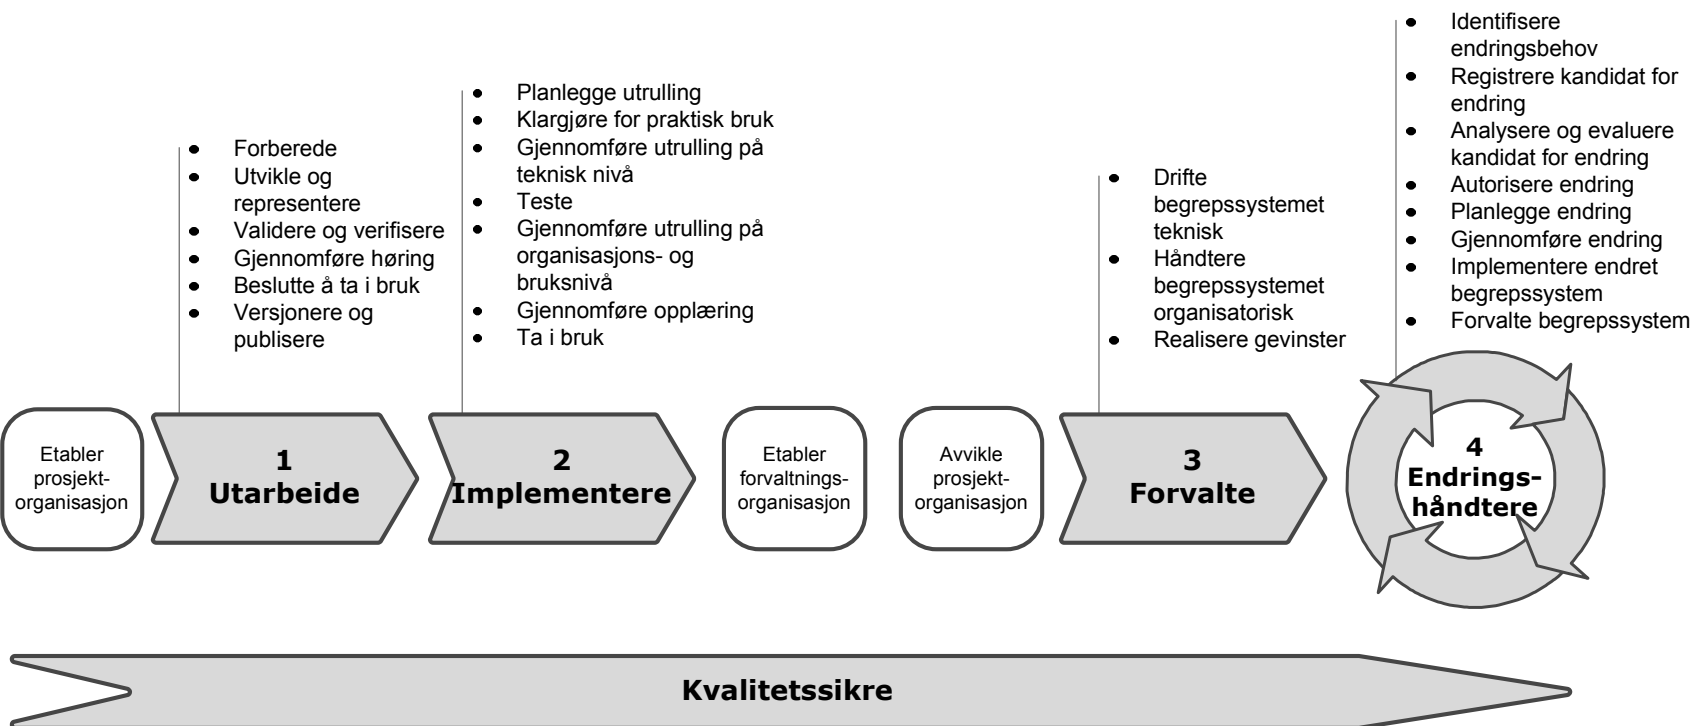 Forberede
Utvikle og
representere
Validere og verifisere
Gjennomføre høring
Beslutte å ta i bruk
Versjonere og
publisere
Planlegge utrulling
Klargjøre for praktisk bruk
Gjennomføre utrulling på
teknisk nivå
Teste
Gjennomføre utrulling på
organisasjons- og
bruksnivå
Gjennomføre opplæring
Ta i bruk
Drifte
begrepssystemet
teknisk
Håndtere
begrepssystemet
organisatorisk
Realisere gevinster
Identifisere
endringsbehov
Registrere kandidat for
endring
Analysere og evaluere
kandidat for endring
Autorisere endring
Planlegge endring
Gjennomføre endring
Implementere endret
begrepssystem
Forvalte begrepssystem
Etabler
prosjekt-
organisasjon
1
Utarbeide
2
Implementere
Etabler
forvaltnings-
organisasjon
Avvikle
prosjekt-
organisasjon
3
Forvalte
4
Endrings-
håndtere
Kvalitetssikre